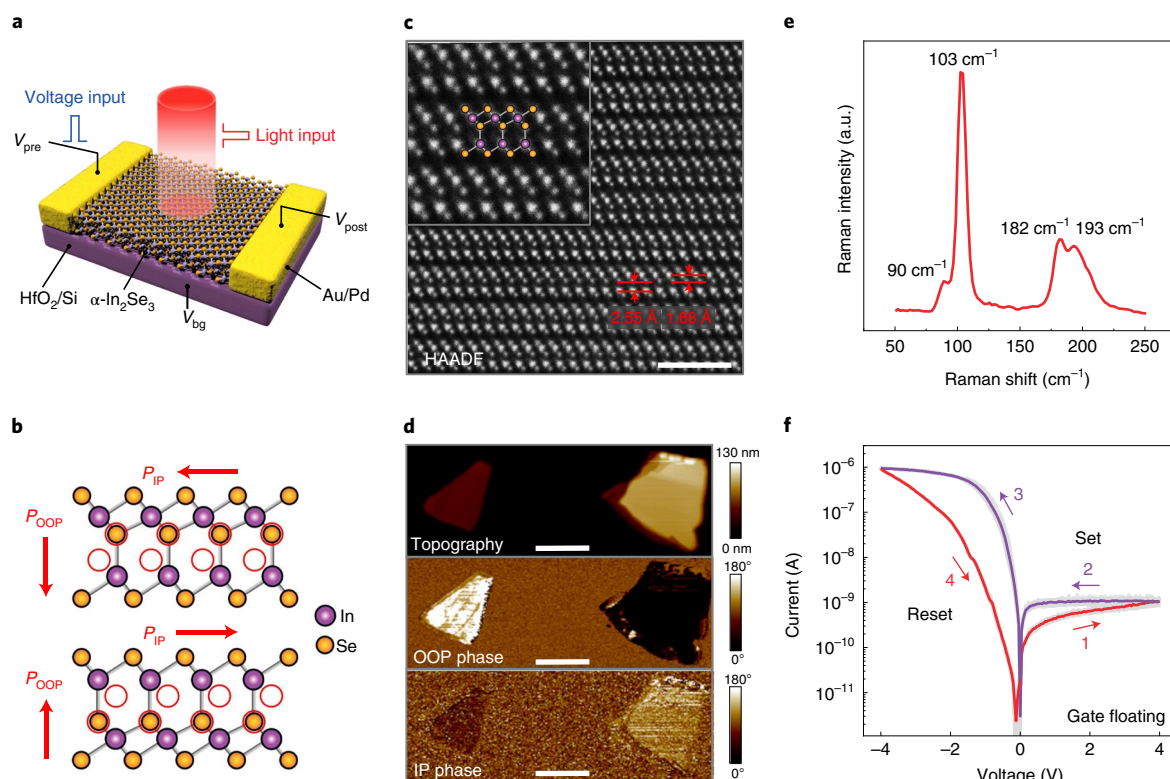 a
Voltage input
V_pre
Light input
V_post
HfO₂/Si
α-In₂Se₃
V_bg
Au/Pd
b
P_IP
P_OOP
P_IP
P_OOP
In
Se
c
2.55 Å
1.68 Å
HAADF
d
130 nm
Topography
0 nm
180°
OOP phase
0°
180°
IP phase
0°
e
Raman intensity (a.u.)
103 cm⁻¹
182 cm⁻¹
193 cm⁻¹
90 cm⁻¹
50
100
150
200
250
Raman shift (cm⁻¹)
f
Current (A)
10⁻⁶
10⁻⁷
10⁻⁸
10⁻⁹
10⁻¹⁰
10⁻¹¹
3
Set
4
2
Reset
1
Gate floating
−4
−2
0
2
4
Voltage (V)